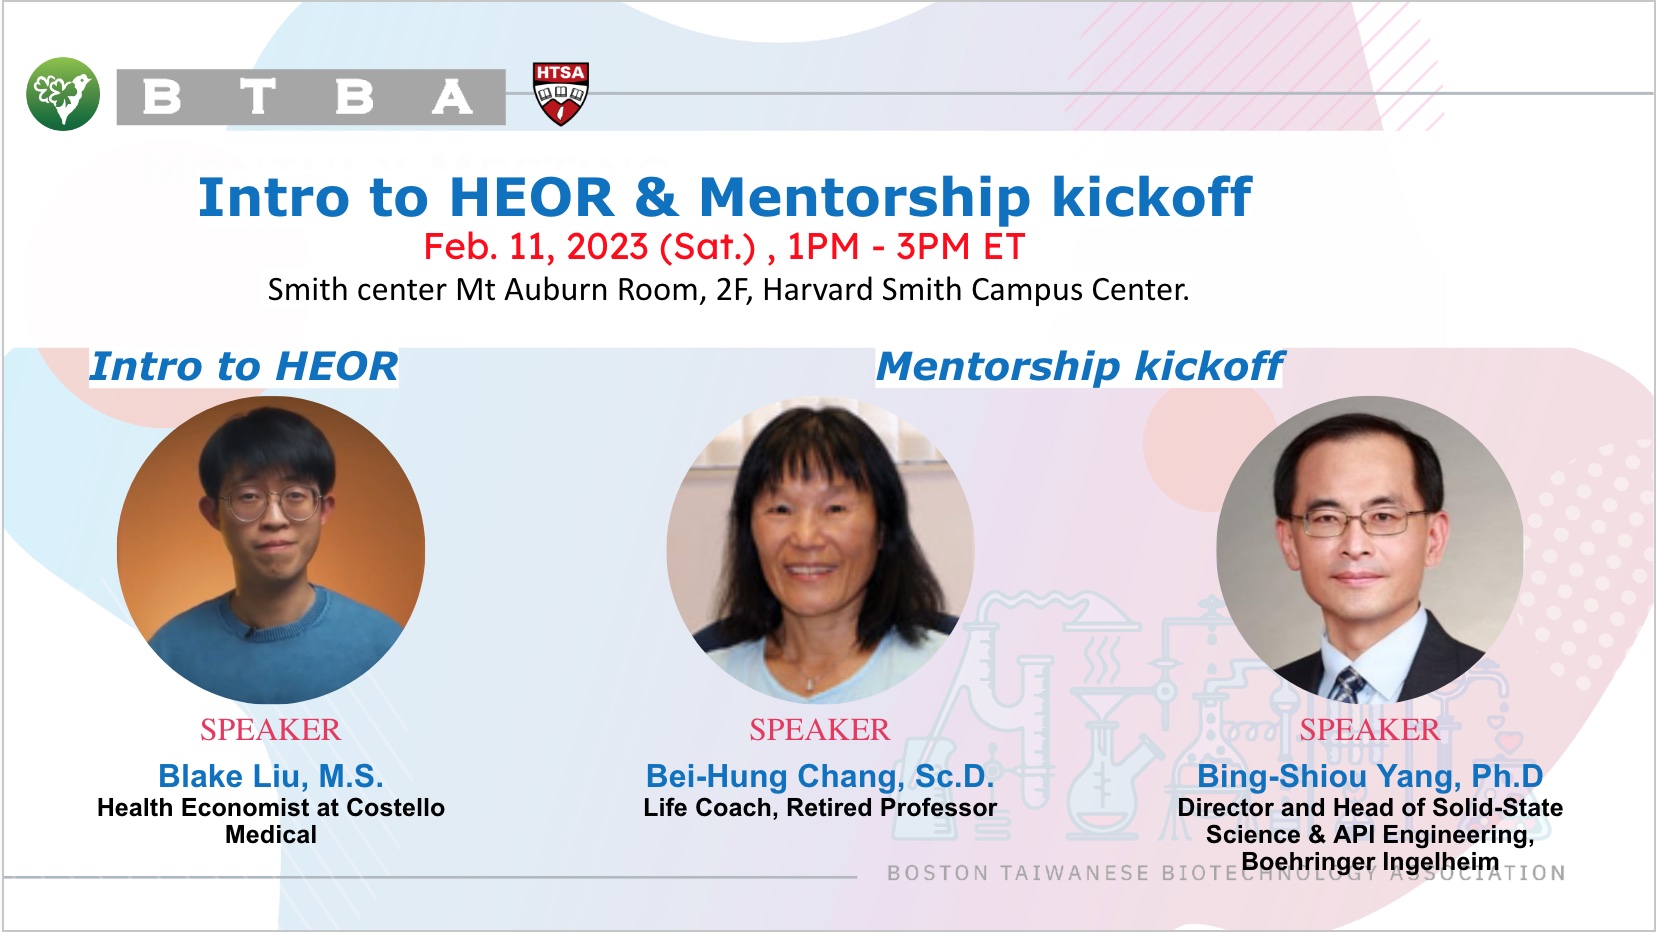 B T B A
HTSA
Intro to HEOR & Mentorship kickoff
Feb. 11, 2023 (Sat.) , 1PM - 3PM ET
Smith center Mt Auburn Room, 2F, Harvard Smith Campus Center.
Intro to HEOR
Mentorship kickoff
SPEAKER
Blake Liu, M.S.
Health Economist at Costello
Medical
SPEAKER
Bei-Hung Chang, Sc.D.
Life Coach, Retired Professor
SPEAKER
Bing-Shiou Yang, Ph.D
Director and Head of Solid-State
Science & API Engineering,
Boehringer Ingelheim
BOSTON TAIWANESE BIOTECHNOLOGY ASSOCIATION